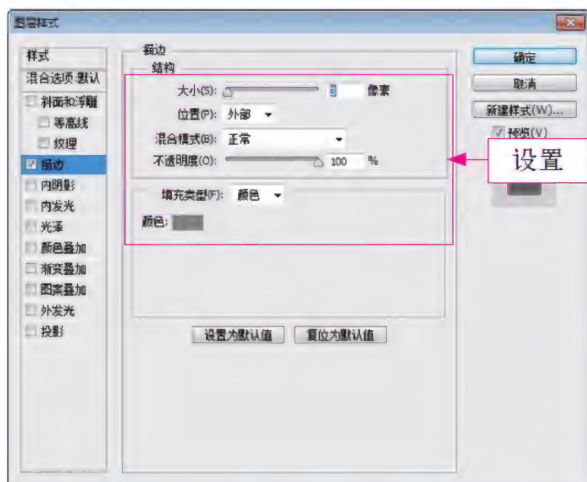 图层样式
样式
混合选项:默认
斜面和浮雕
等高线
纹理
描边
内阴影
内发光
光泽
颜色叠加
渐变叠加
图案叠加
外发光
投影
描边
结构
大小(S): 像素
位置(P): 外部
混合模式(B): 正常
不透明度(O): 100 %
填充类型(F): 颜色
颜色:
设置为默认值 复位为默认值
确定
取消
新建样式(W)...
预览(V)
设置